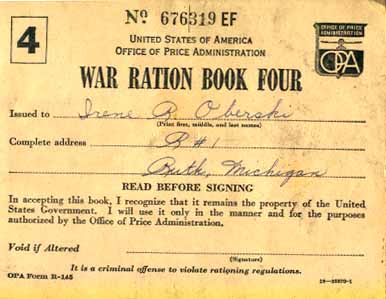 4
Nº 676319 EF
UNITED STATES OF AMERICA
OFFICE OF PRICE ADMINISTRATION
OFFICE OF PRICE
ADMINISTRATION
OPA
WAR RATION BOOK FOUR
Issued to Irene B. Oberski
(Print first, middle, and last names)
Complete address R#1
Ruth, Michigan
READ BEFORE SIGNING
In accepting this book, I recognize that it remains the property of the United
States Government. I will use it only in the manner and for the purposes
authorized by the Office of Price Administration.
Void if Altered
(Signature)
It is a criminal offense to violate rationing regulations.
OPA Form R-145